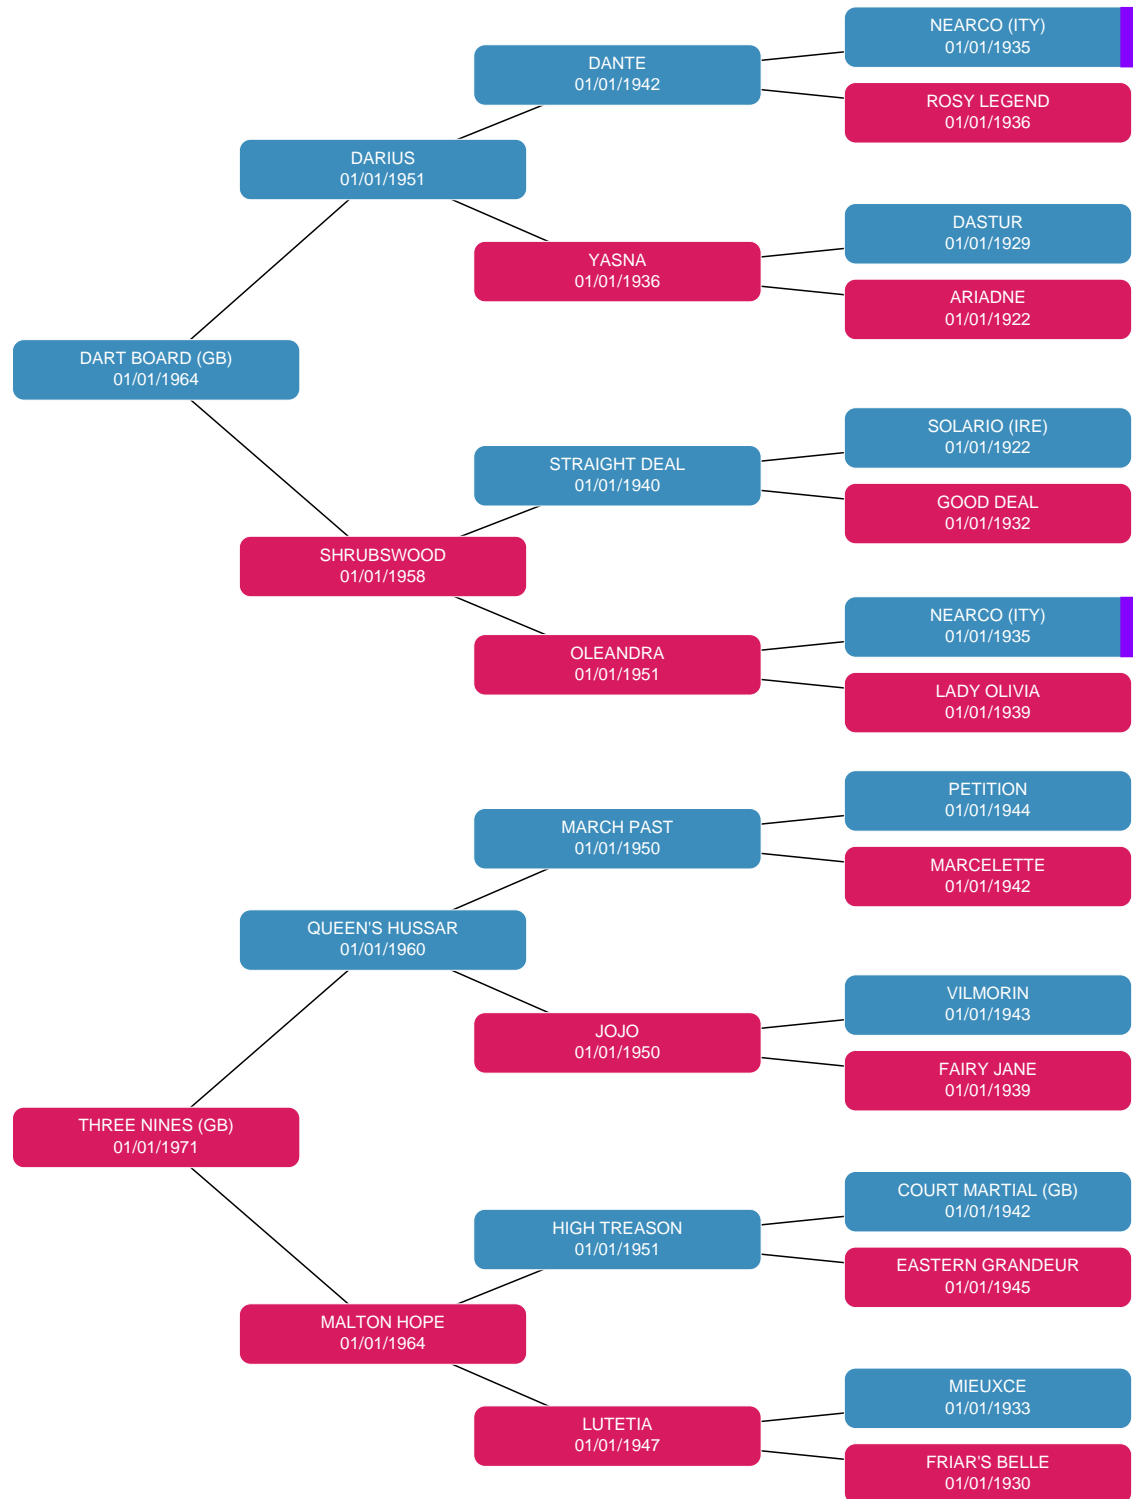 NEARCO (ITY)
01/01/1935
DANTE
01/01/1942
ROSY LEGEND
01/01/1936
DARIUS
01/01/1951
DASTUR
01/01/1929
YASNA
01/01/1936
ARIADNE
01/01/1922
DART BOARD (GB)
01/01/1964
SOLARIO (IRE)
01/01/1922
STRAIGHT DEAL
01/01/1940
GOOD DEAL
01/01/1932
SHRUBSWOOD
01/01/1958
NEARCO (ITY)
01/01/1935
OLEANDRA
01/01/1951
LADY OLIVIA
01/01/1939
PETITION
01/01/1944
MARCH PAST
01/01/1950
MARCELETTE
01/01/1942
QUEEN'S HUSSAR
01/01/1960
VILMORIN
01/01/1943
JOJO
01/01/1950
FAIRY JANE
01/01/1939
THREE NINES (GB)
01/01/1971
COURT MARTIAL (GB)
01/01/1942
HIGH TREASON
01/01/1951
EASTERN GRANDEUR
01/01/1945
MALTON HOPE
01/01/1964
MIEUXCE
01/01/1933
LUTETIA
01/01/1947
FRIAR'S BELLE
01/01/1930